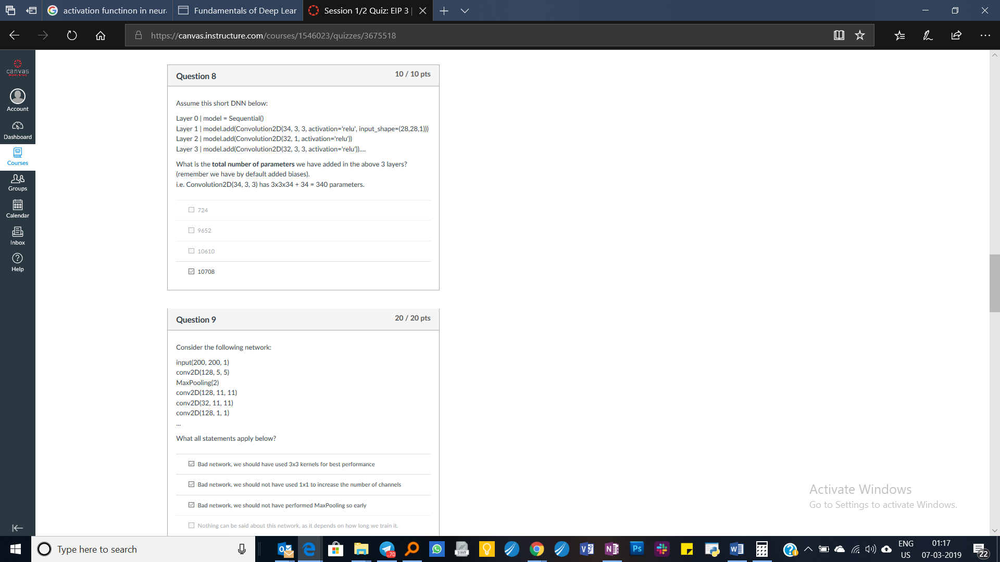 activation functinon in neur
Fundamentals of Deep Lear
Session 1/2 Quiz: EIP 3 |
https://canvas.instructure.com/courses/1546023/quizzes/3675518
canvas
Account
Dashboard
Courses
Groups
Calendar
Inbox
Help
Question 8
10 / 10 pts
Assume this short DNN below:
Layer 0 | model = Sequential()
Layer 1 | model.add(Convolution2D(34, 3, 3, activation='relu', input_shape=(28,28,1)))
Layer 2 | model.add(Convolution2D(32, 1, activation='relu'))
Layer 3 | model.add(Convolution2D(32, 3, 3, activation='relu'))....
What is the total number of parameters we have added in the above 3 layers?
(remember we have by default added biases).
i.e. Convolution2D(34, 3, 3) has 3x3x34 + 34 = 340 parameters.
724
9652
10610
10708
Question 9
20 / 20 pts
Consider the following network:
input(200, 200, 1)
conv2D(128, 5, 5)
MaxPooling(2)
conv2D(128, 11, 11)
conv2D(32, 11, 11)
conv2D(128, 1, 1)
...
What all statements apply below?
Bad network, we should have used 3x3 kernels for best performance
Bad network, we should not have used 1x1 to increase the number of channels
Bad network, we should not have performed MaxPooling so early
Nothing can be said about this network, as it depends on how long we train it.
Activate Windows
Go to Settings to activate Windows.
Type here to search
.70
SWF
Ps
ENG
US
01:17
07-03-2019
22